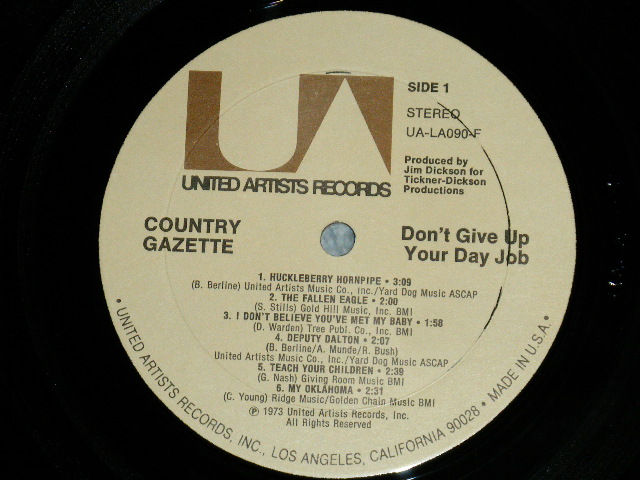 UA
UNITED ARTISTS RECORDS
SIDE 1
STEREO
UA-LA090-F
Produced by
Jim Dickson for
Tickner-Dickson
Productions
COUNTRY
GAZETTE
Don't Give Up
Your Day Job
1. HUCKLEBERRY HORNPIPE • 3:09
(B. Berline) United Artists Music Co., Inc./Yard Dog Music ASCAP
2. THE FALLEN EAGLE • 2:00
(S. Stills) Gold Hill Music, Inc. BMI
3. I DON'T BELIEVE YOU'VE MET MY BABY • 1:58
(D. Warden) Tree Publ. Co., Inc. BMI
4. DEPUTY DALTON • 2:07
(B. Berline/A. Munde/R. Bush)
United Artists Music Co., Inc./Yard Dog Music ASCAP
5. TEACH YOUR CHILDREN • 2:39
(G. Nash) Giving Room Music BMI
6. MY OKLAHOMA • 2:31
(C. Young) Ridge Music/Golden Chain Music BMI
℗ 1973 United Artists Records, Inc.
All Rights Reserved
• UNITED ARTISTS RECORDS, INC., LOS ANGELES, CALIFORNIA 90028 • MADE IN U.S.A. •